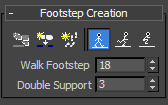 - Footstep Creation
Walk Footstep 18
Double Support 3